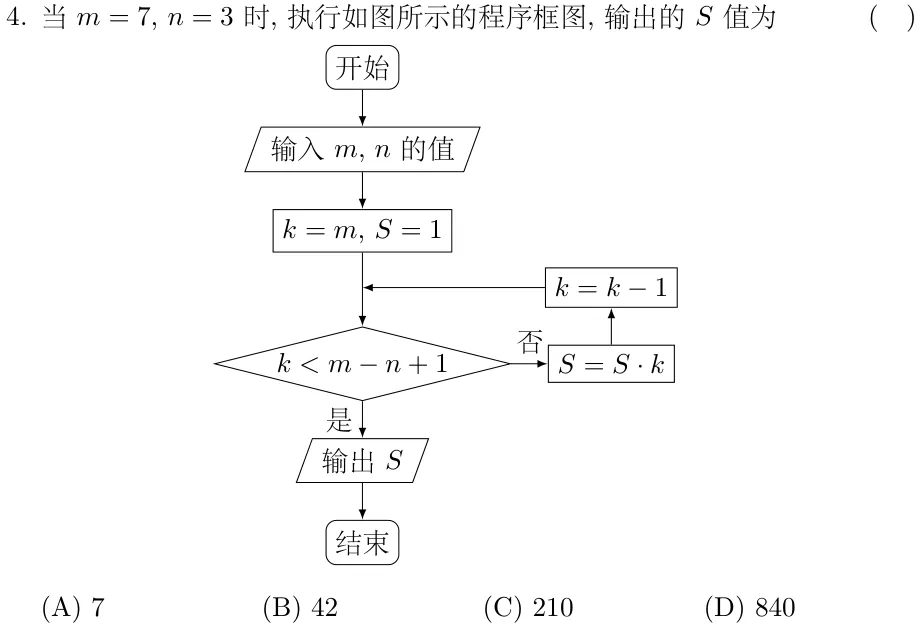 4. 当 m = 7, n = 3 时, 执行如图所示的程序框图, 输出的 S 值为 ( )
开始
输入 m, n 的值
k = m, S = 1
k = k − 1
k < m − n + 1
否
S = S · k
是
输出 S
结束
(A) 7 (B) 42 (C) 210 (D) 840